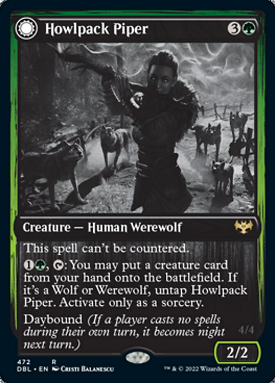 Howlpack Piper 3
Creature — Human Werewolf
This spell can't be countered.
1, : You may put a creature card
from your hand onto the battlefield. If
it's a Wolf or Werewolf, untap Howlpack
Piper. Activate only as a sorcery.
Daybound (If a player casts no spells
during their own turn, it becomes night
next turn.)
4/4
2/2
472 R
DBL • EN Cristi Balanescu
™ & © 2022 Wizards of the Coast